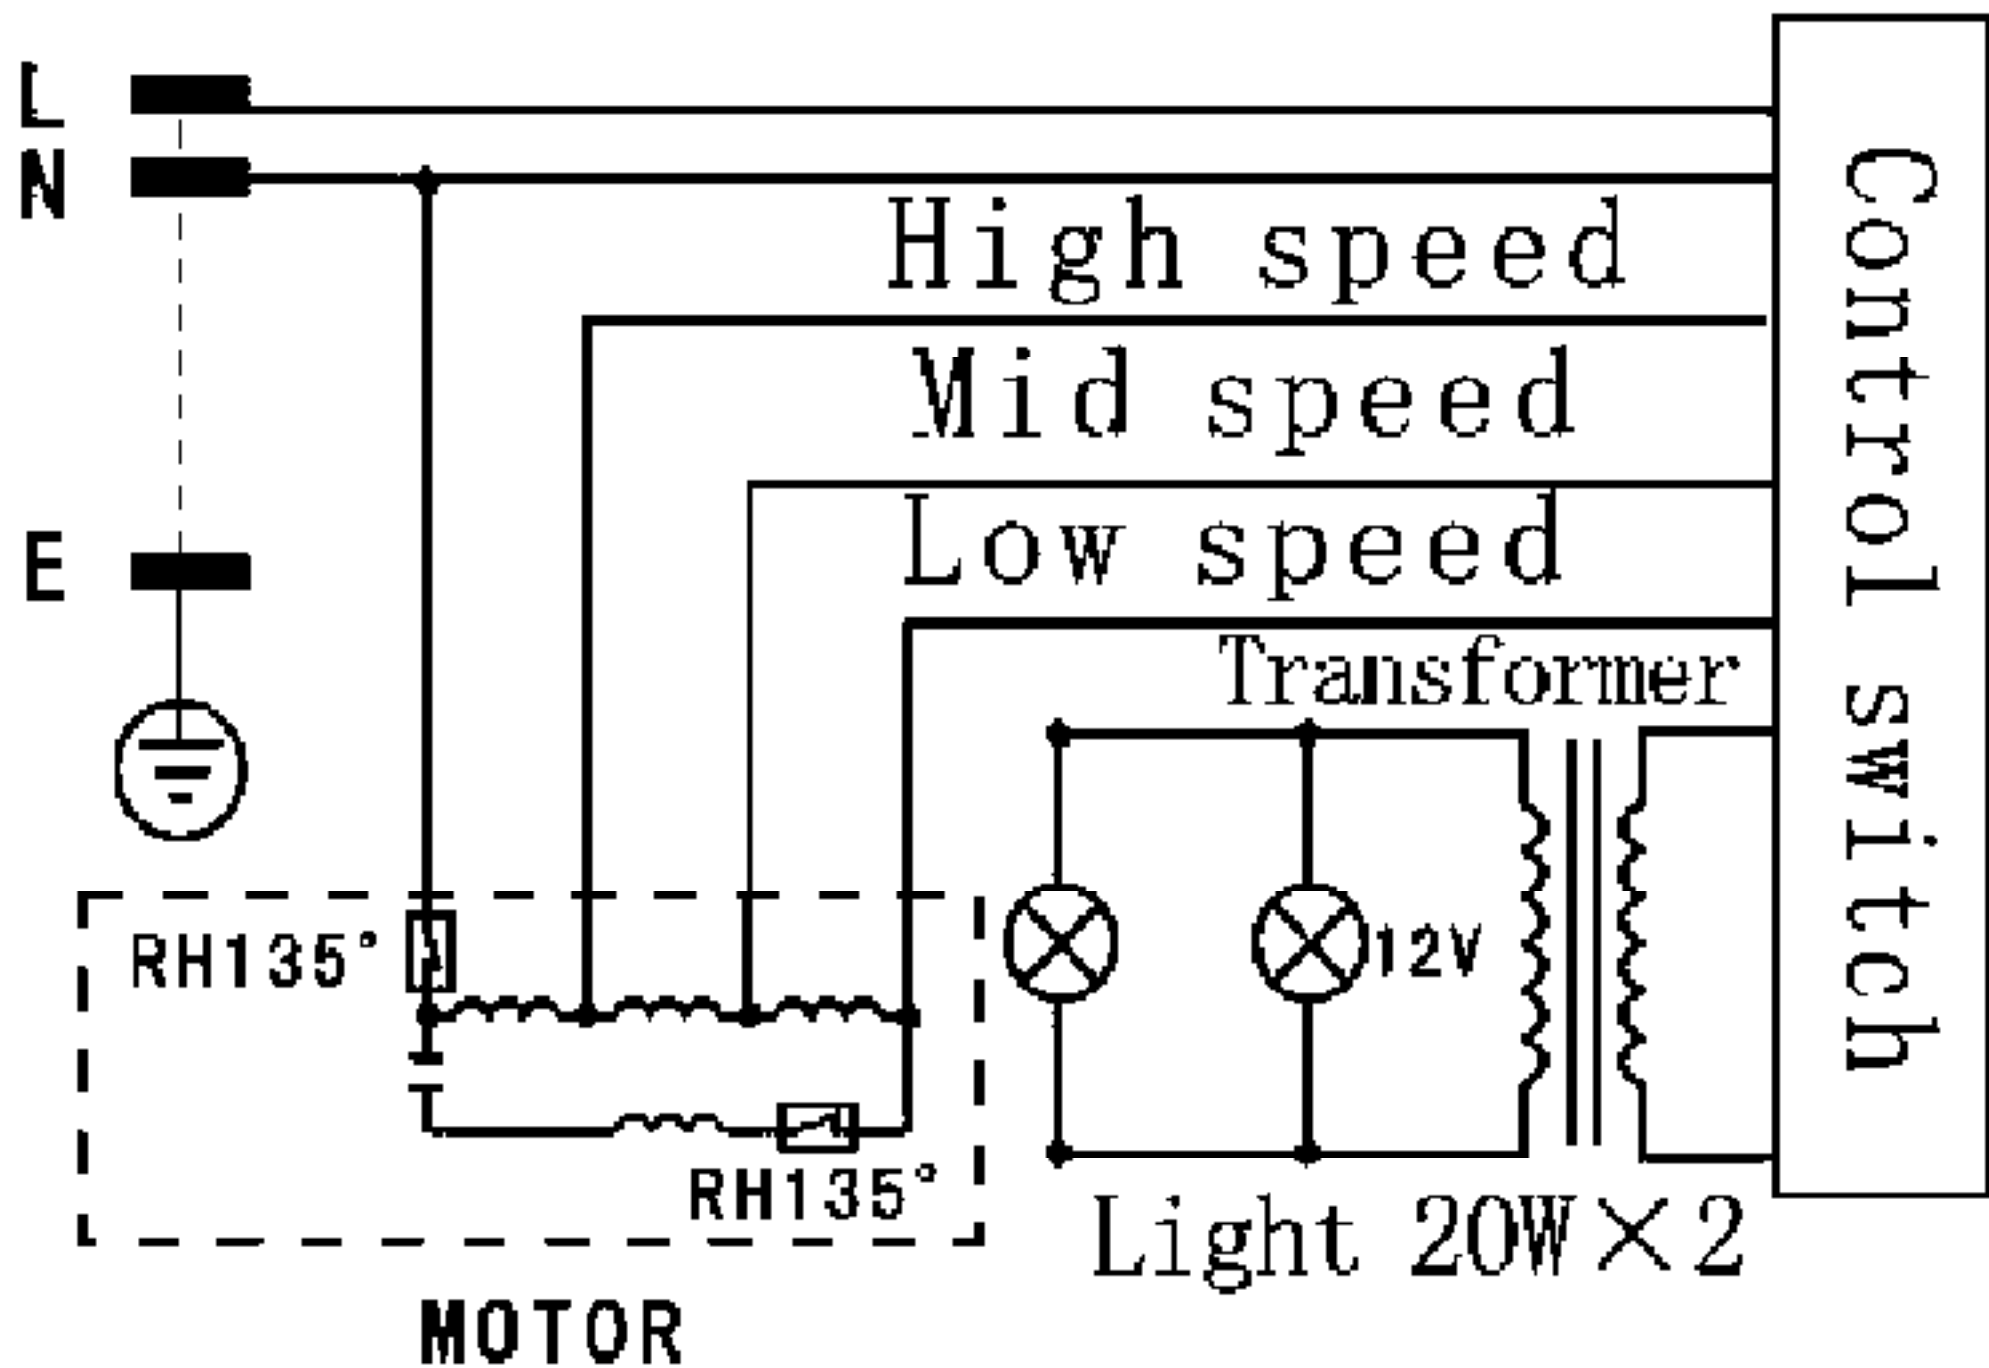 L
N
High speed
Mid speed
Low speed
E
Transformer
Control switch
RH135°
12V
RH135°
Light 20W×2
MOTOR